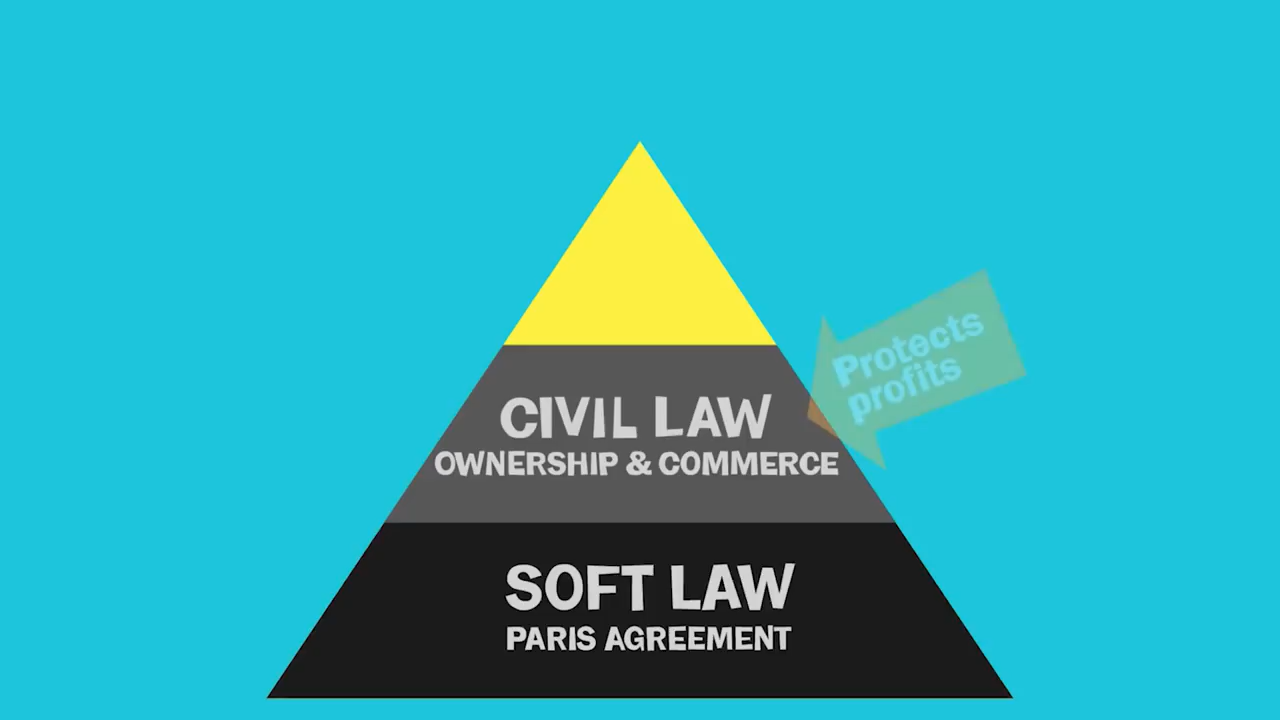 Protects
profits
CIVIL LAW
OWNERSHIP & COMMERCE
SOFT LAW
PARIS AGREEMENT